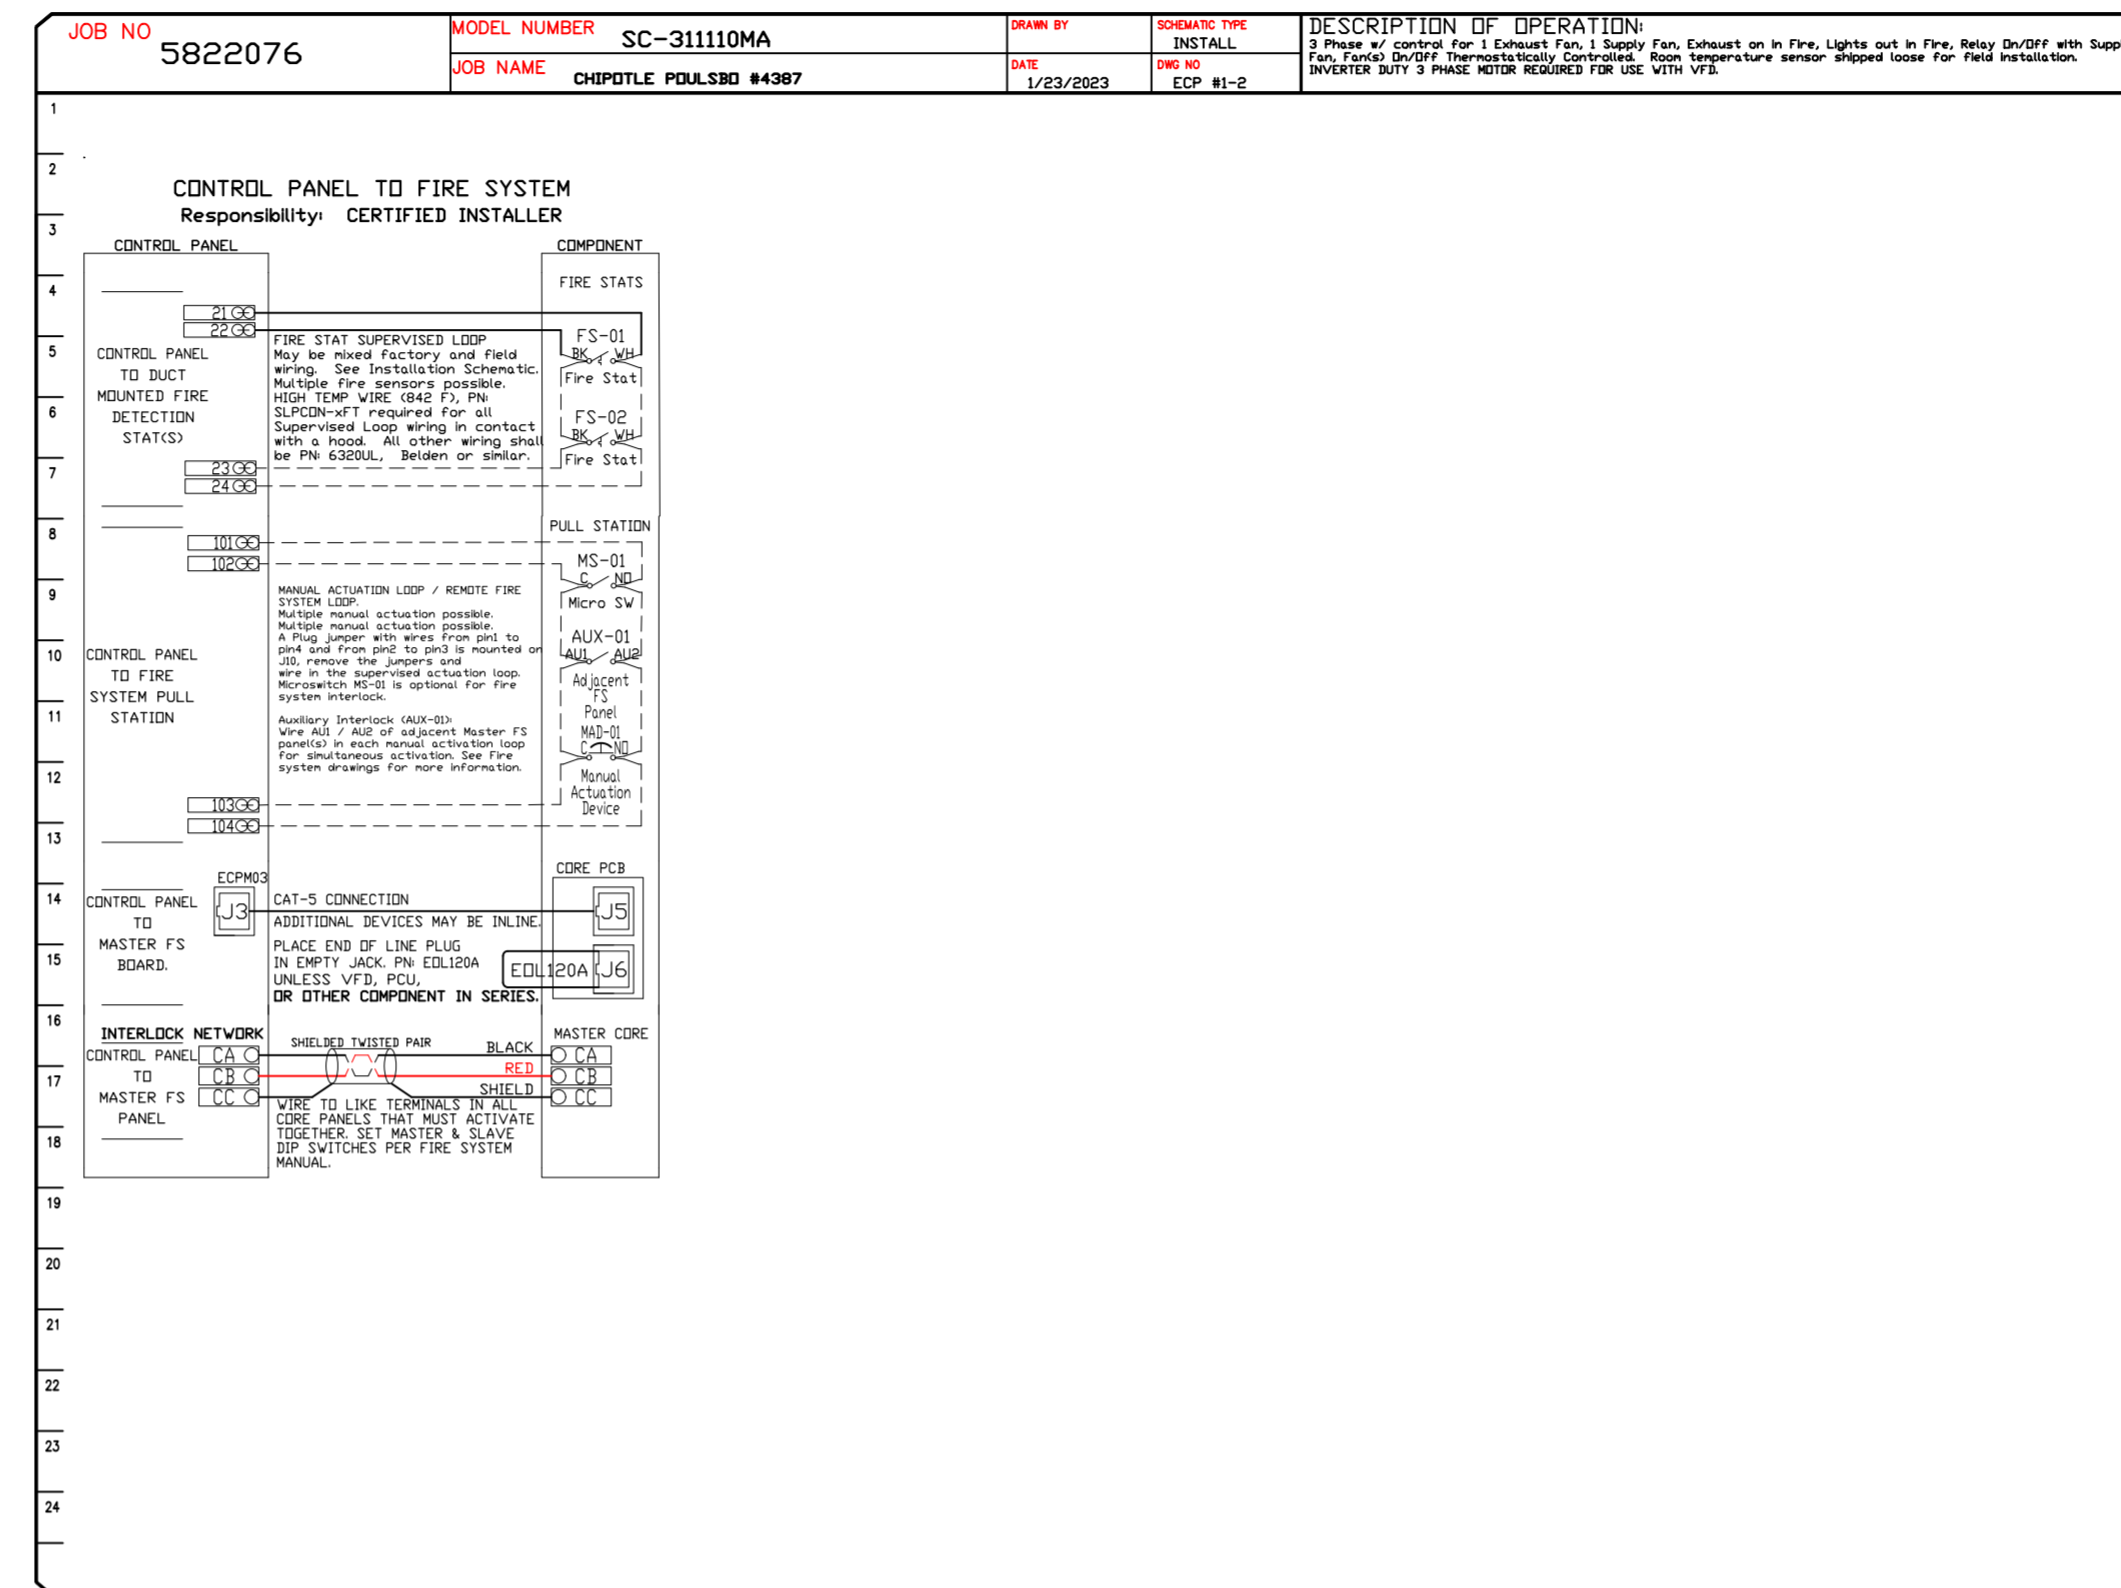 JOB NO
5822076
MODEL NUMBER
SC-311110MA
JOB NAME
CHIPOTLE POULSBO #4387
DRAWN BY
DATE
1/23/2023
SCHEMATIC TYPE
INSTALL
DWG NO
ECP #1-2
DESCRIPTION OF OPERATION:
3 Phase w/ control for 1 Exhaust Fan, 1 Supply Fan, Exhaust on in Fire, Lights out in Fire, Relay On/Off with Supp
Fan, Fan(s) On/Off Thermostatically Controlled. Room temperature sensor shipped loose for field installation.
INVERTER DUTY 3 PHASE MOTOR REQUIRED FOR USE WITH VFD.
1
2
3
4
5
6
7
8
9
10
11
12
13
14
15
16
17
18
19
20
21
22
23
24
CONTROL PANEL TO FIRE SYSTEM
Responsibility: CERTIFIED INSTALLER
CONTROL PANEL
COMPONENT
FIRE STATS
21
22
CONTROL PANEL
TO DUCT
MOUNTED FIRE
DETECTION
STAT(S)
FIRE STAT SUPERVISED LOOP
May be mixed factory and field
wiring. See Installation Schematic.
Multiple fire sensors possible.
HIGH TEMP WIRE (842 F), PN:
SLPCON-xFT required for all
Supervised Loop wiring in contact
with a hood. All other wiring shall
be PN: 6320UL, Belden or similar.
FS-01
BK WH
Fire Stat
FS-02
BK WH
Fire Stat
23
24
PULL STATION
101
102
CONTROL PANEL
TO FIRE
SYSTEM PULL
STATION
MANUAL ACTUATION LOOP / REMOTE FIRE
SYSTEM LOOP.
Multiple manual actuation possible.
Multiple manual actuation possible.
A Plug jumper with wires from pin1 to
pin4 and from pin2 to pin3 is mounted on
J10, remove the jumpers and
wire in the supervised actuation loop.
Microswitch MS-01 is optional for fire
system interlock.
Auxiliary Interlock (AUX-01):
Wire AU1 / AU2 of adjacent Master FS
panel(s) in each manual activation loop
for simultaneous activation. See Fire
system drawings for more information.
MS-01
C NO
Micro SW
AUX-01
AU1 AU2
Adjacent
FS
Panel
MAD-01
C NO
Manual
Actuation
Device
103
104
CORE PCB
ECPM03
J3
CONTROL PANEL
TO
MASTER FS
BOARD.
CAT-5 CONNECTION
ADDITIONAL DEVICES MAY BE INLINE.
PLACE END OF LINE PLUG
IN EMPTY JACK. PN: EOL120A
UNLESS VFD, PCU,
OR OTHER COMPONENT IN SERIES.
J5
EOL120A
J6
INTERLOCK NETWORK
CONTROL PANEL
TO
MASTER FS
PANEL
CA
CB
CC
SHIELDED TWISTED PAIR
BLACK
RED
SHIELD
MASTER CORE
CA
CB
CC
WIRE TO LIKE TERMINALS IN ALL
CORE PANELS THAT MUST ACTIVATE
TOGETHER. SET MASTER & SLAVE
DIP SWITCHES PER FIRE SYSTEM
MANUAL.